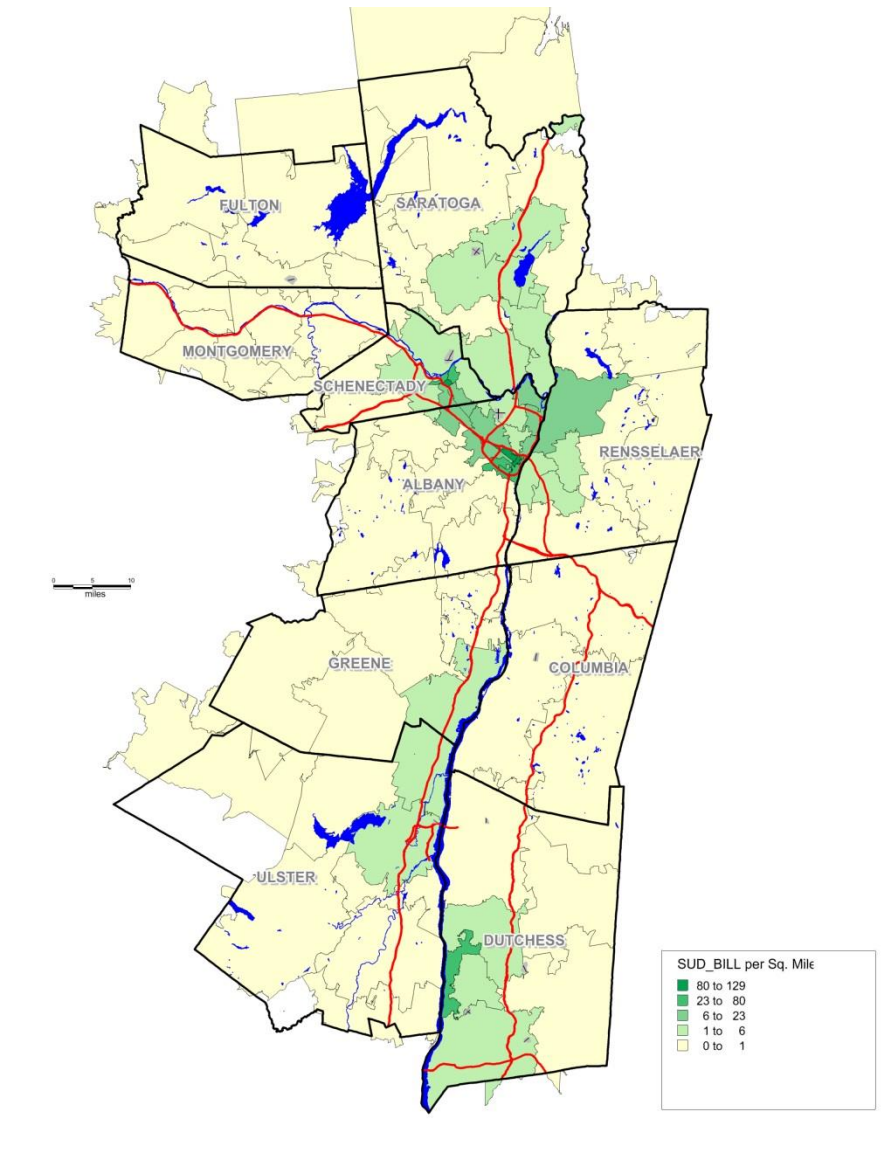 FULTON
SARATOGA
MONTGOMERY
SCHENECTADY
RENSSELAER
ALBANY
0 5 10
miles
GREENE
COLUMBIA
ULSTER
DUTCHESS
SUD_BILL per Sq. Mile
80 to 129
23 to 80
6 to 23
1 to 6
0 to 1